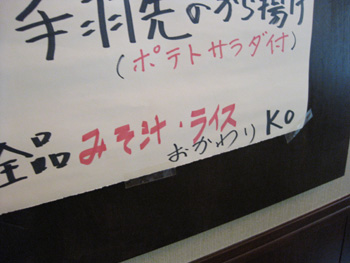 手羽先のから揚げ
(ポテトサラダ付)
全品みそ汁・ライス
おかわりKO